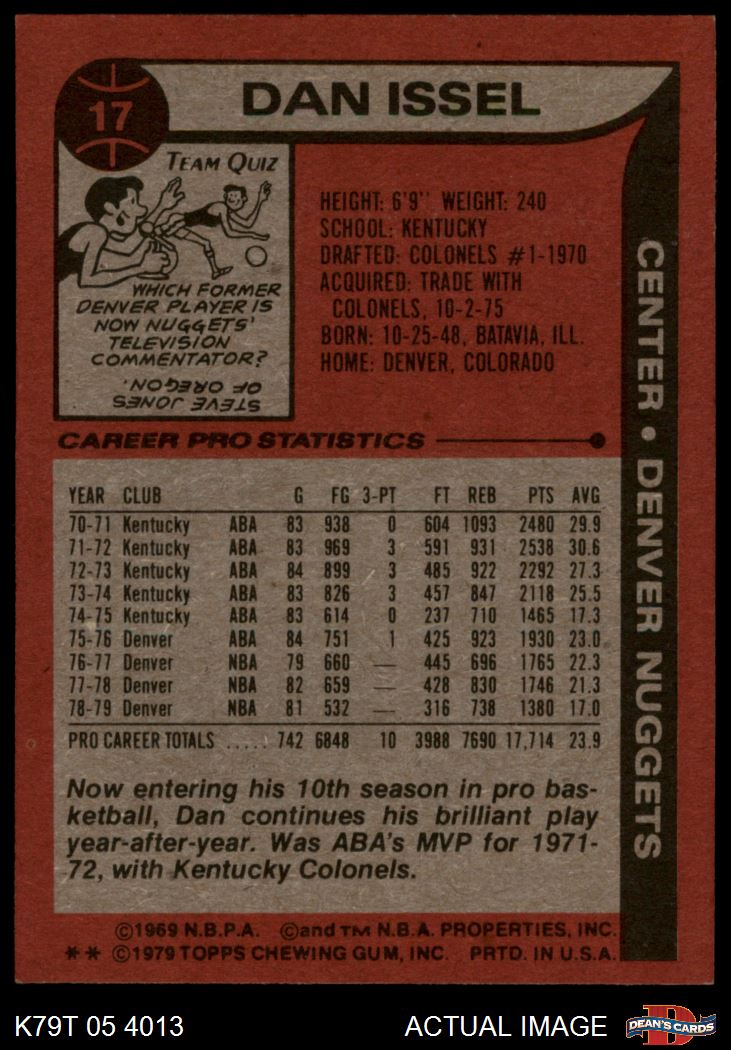 17
DAN ISSEL
TEAM QUIZ
WHICH FORMER
DENVER PLAYER IS
NOW NUGGETS'
TELEVISION
COMMENTATOR?
STEVE JONES
OF OREGON.
HEIGHT: 6'9" WEIGHT: 240
SCHOOL: KENTUCKY
DRAFTED: COLONELS #1-1970
ACQUIRED: TRADE WITH
COLONELS, 10-2-75
BORN: 10-25-48, BATAVIA, ILL.
HOME: DENVER, COLORADO
CENTER • DENVER NUGGETS
CAREER PRO STATISTICS
YEAR CLUB G FG 3-PT FT REB PTS AVG
70-71 Kentucky ABA 83 938 0 604 1093 2480 29.9
71-72 Kentucky ABA 83 969 3 591 931 2538 30.6
72-73 Kentucky ABA 84 899 3 485 922 2292 27.3
73-74 Kentucky ABA 83 826 3 457 847 2118 25.5
74-75 Kentucky ABA 83 614 0 237 710 1465 17.3
75-76 Denver ABA 84 751 1 425 923 1930 23.0
76-77 Denver NBA 79 660 — 445 696 1765 22.3
77-78 Denver NBA 82 659 — 428 830 1746 21.3
78-79 Denver NBA 81 532 — 316 738 1380 17.0
PRO CAREER TOTALS ..... 742 6848 10 3988 7690 17,714 23.9
Now entering his 10th season in pro bas-
ketball, Dan continues his brilliant play
year-after-year. Was ABA's MVP for 1971-
72, with Kentucky Colonels.
©1969 N.B.P.A. ©and TM N.B.A. PROPERTIES, INC.
** ©1979 TOPPS CHEWING GUM, INC. PRTD. IN U.S.A.
K79T 05 4013 ACTUAL IMAGE
D
DEAN'S CARDS